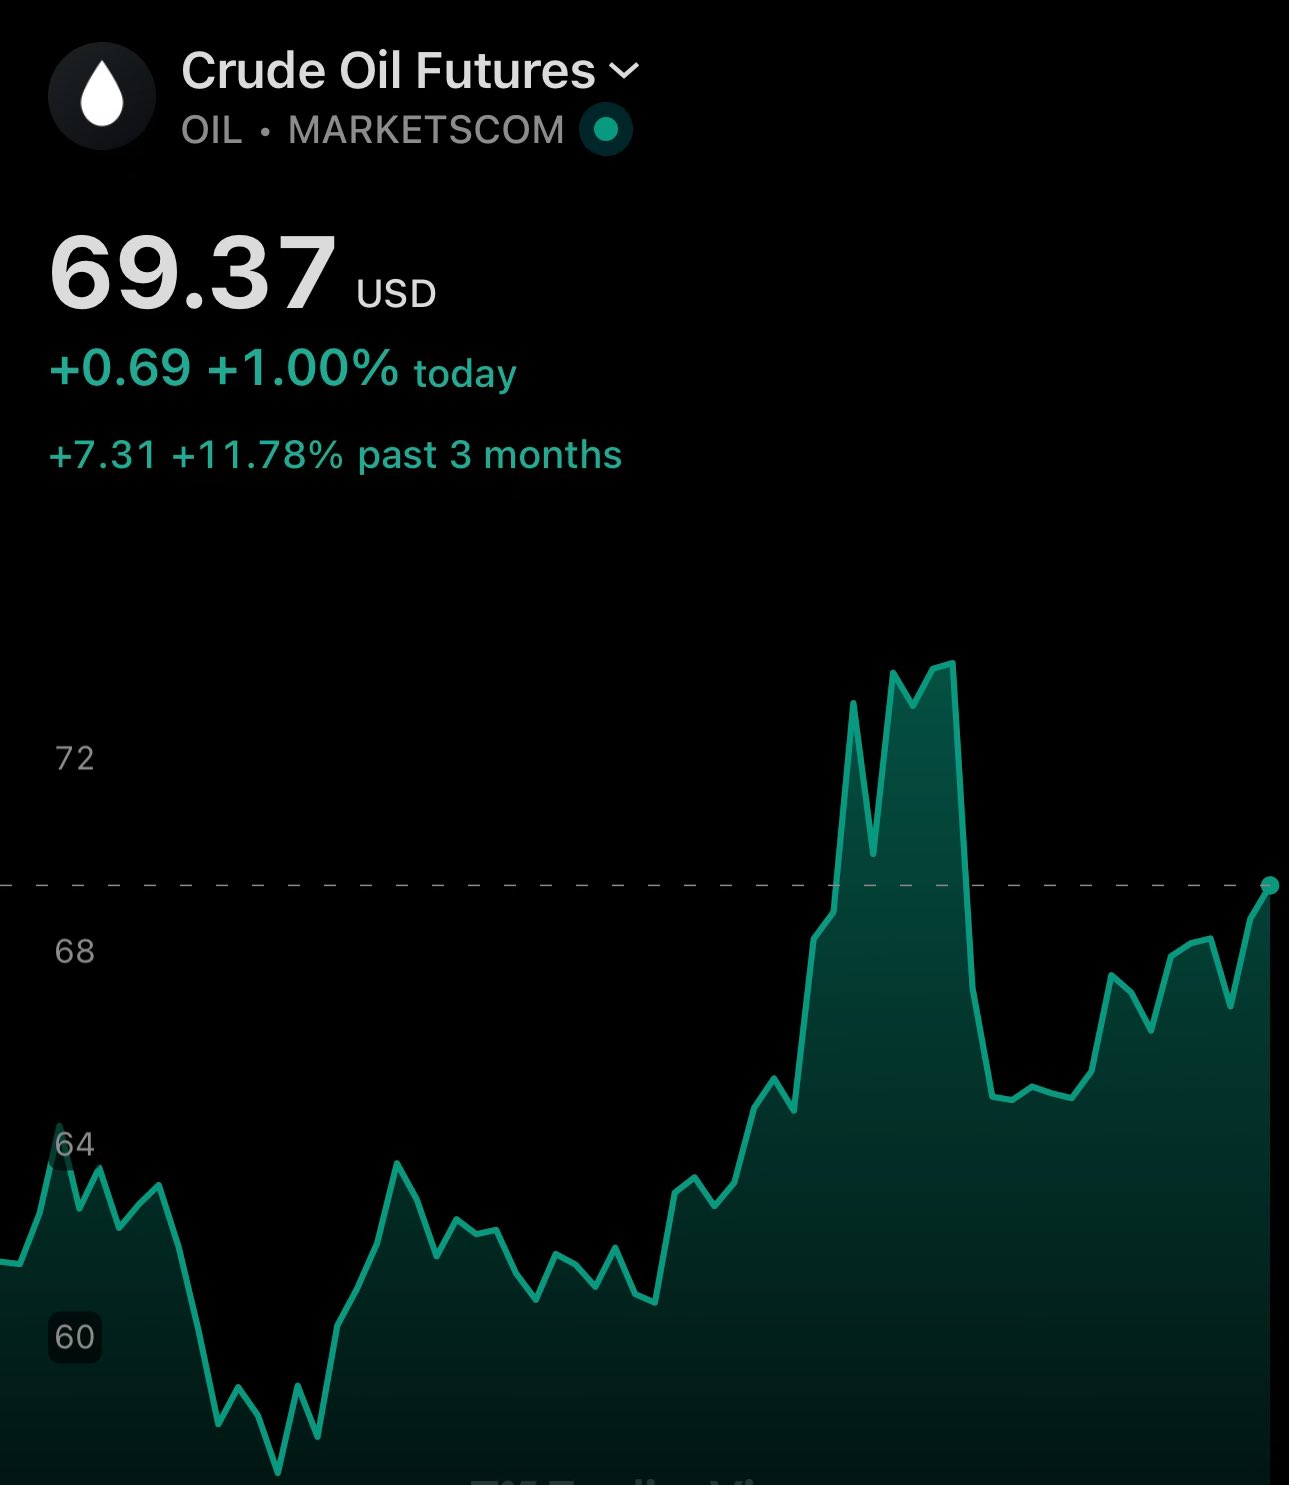 Crude Oil Futures
OIL • MARKETSCOM
69.37 USD
+0.69 +1.00% today
+7.31 +11.78% past 3 months
72
68
64
60